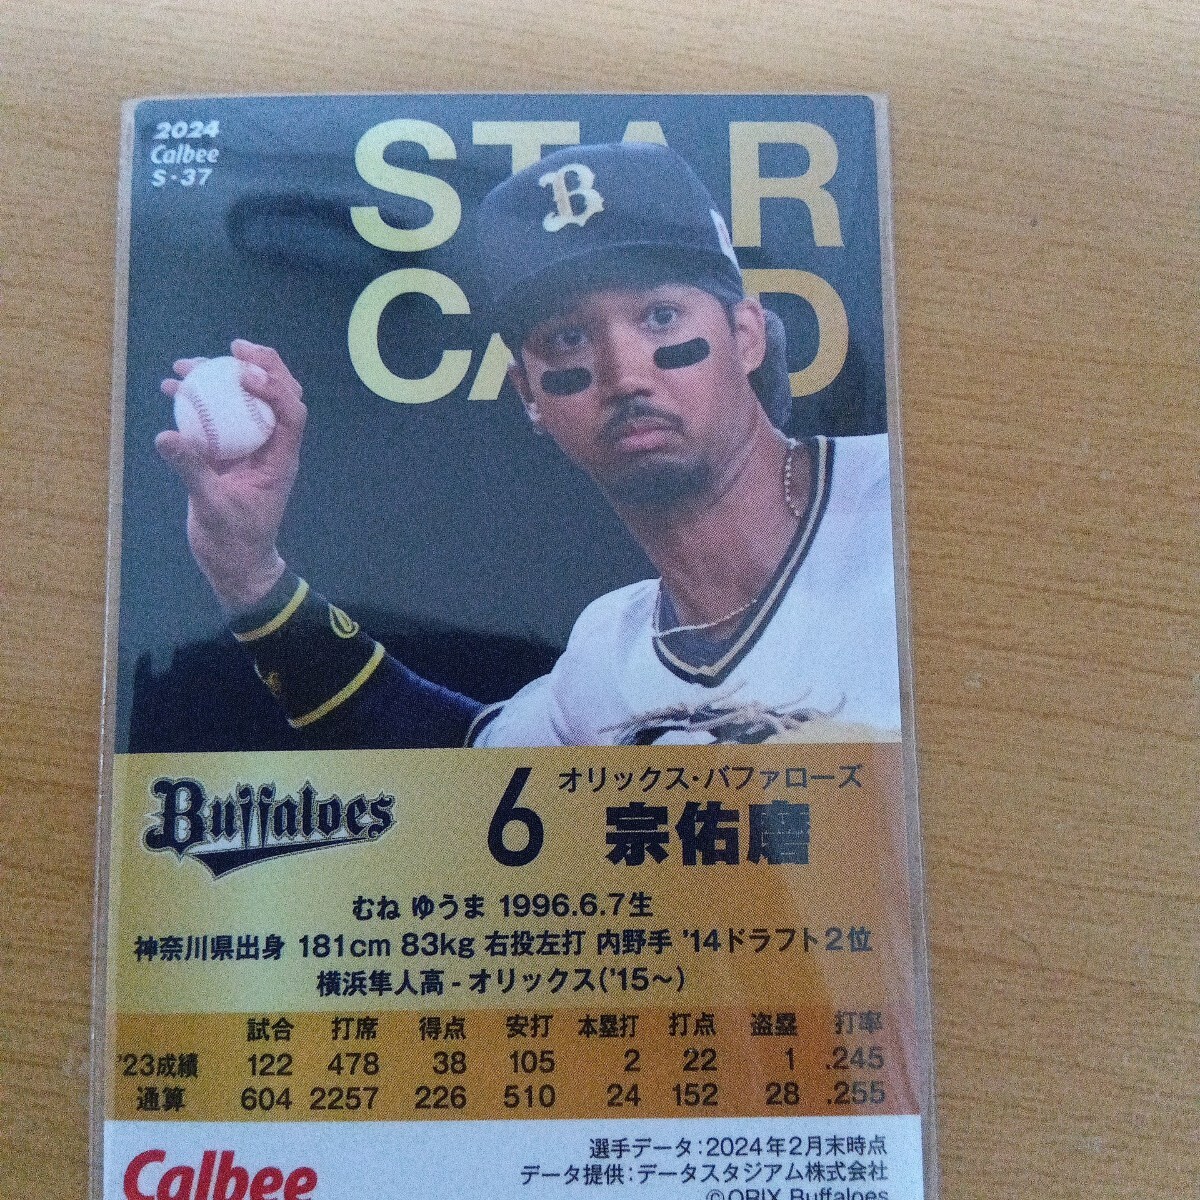 2024
Calbee
S-37
STAR
CARD
B
Buffaloes
6
オリックス・バファローズ
宗佑磨
むね ゆうま 1996.6.7生
神奈川県出身 181cm 83kg 右投左打 内野手 '14ドラフト2位
横浜隼人高 - オリックス('15〜)
試合 打席 得点 安打 本塁打 打点 盗塁 打率
'23成績 122 478 38 105 2 22 1 .245
通算 604 2257 226 510 24 152 28 .255
Calbee
選手データ:2024年2月末時点
データ提供:データスタジアム株式会社
©ORIX Buffaloes